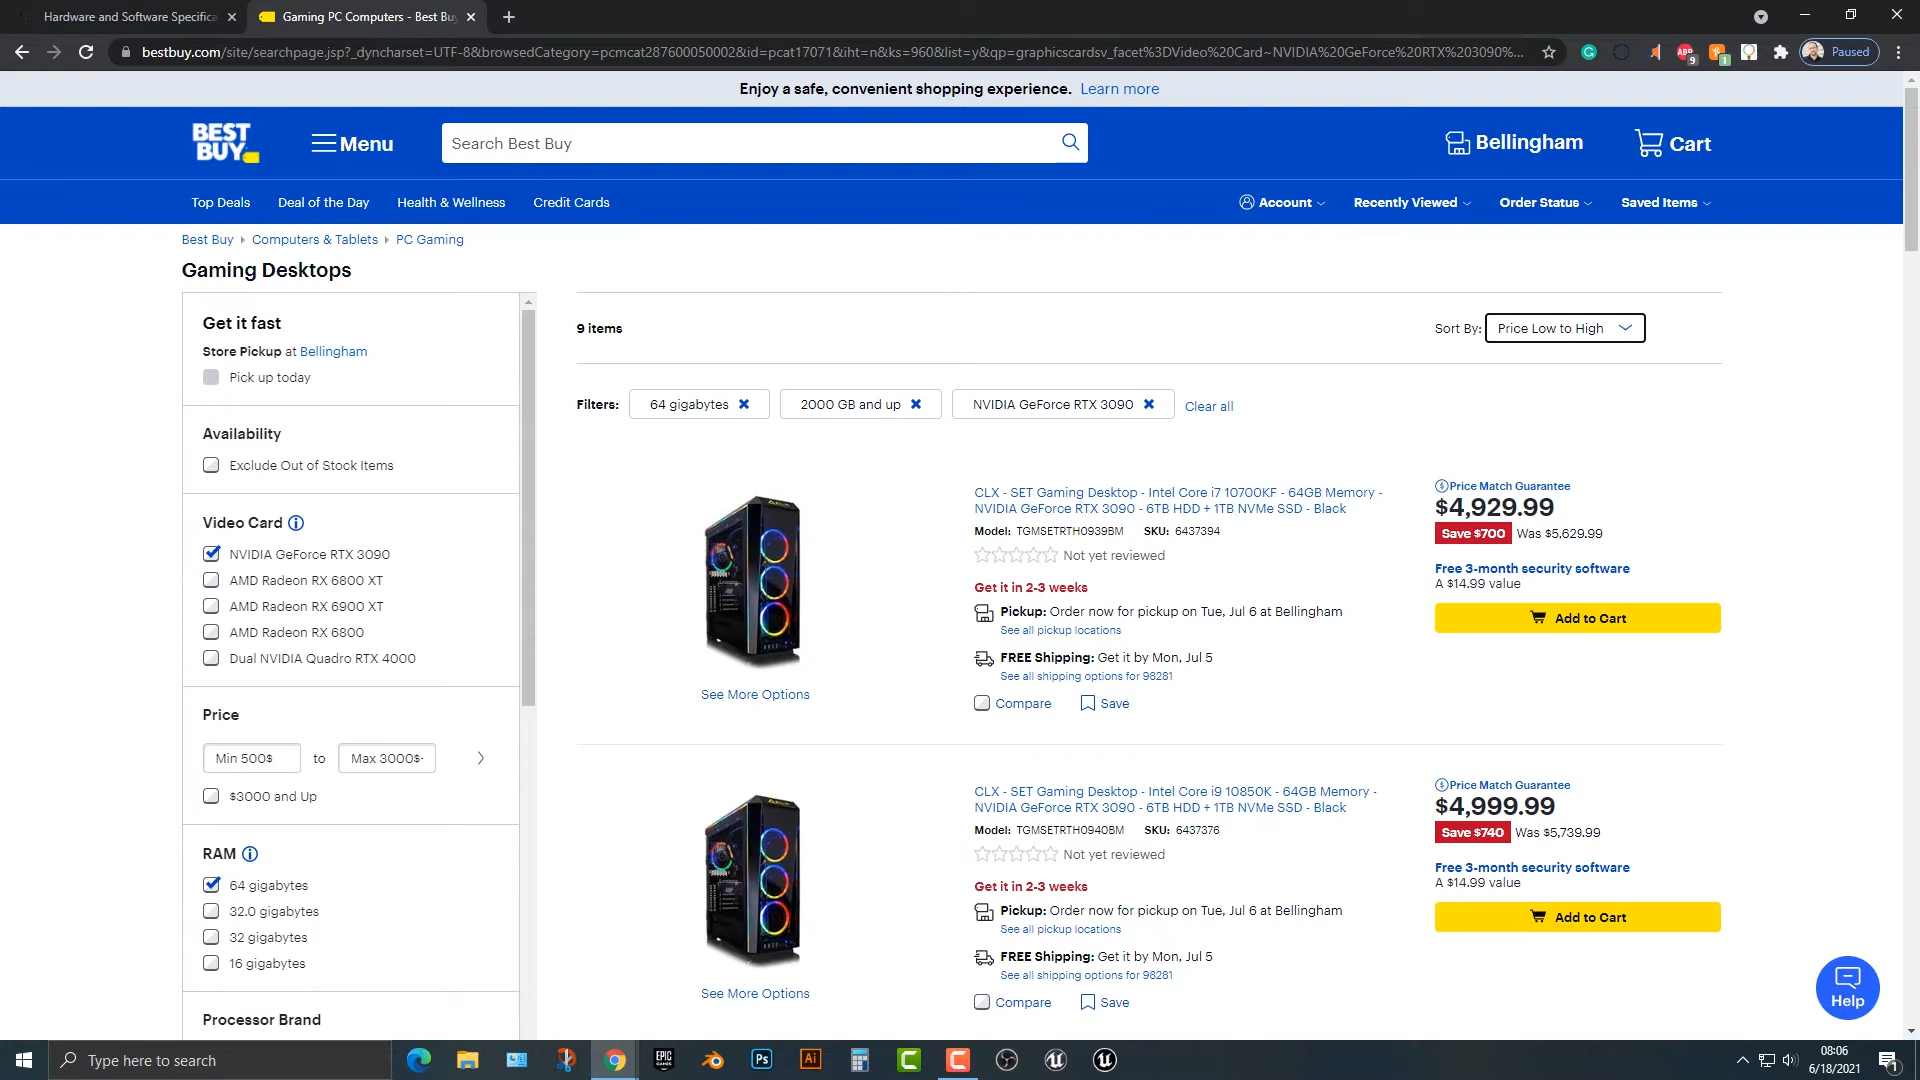 Hardware and Software Specifica
Gaming PC Computers - Best Bu
bestbuy.com/site/searchpage.jsp?_dyncharset=UTF-8&browsedCategory=pcmcat287600050002&id=pcat17071&iht=n&ks=960&list=y&qp=graphicscardsv_facet%3DVideo%20Card~NVIDIA%20GeForce%20RTX%203090%...
ABP
9
1
Paused
Enjoy a safe, convenient shopping experience. Learn more
BEST BUY
Menu
Search Best Buy
Bellingham
Cart
Top Deals
Deal of the Day
Health & Wellness
Credit Cards
Account
Recently Viewed
Order Status
Saved Items
Best Buy
Computers & Tablets
PC Gaming
Gaming Desktops
Get it fast
Store Pickup at Bellingham
Pick up today
Availability
Exclude Out of Stock Items
Video Card
NVIDIA GeForce RTX 3090
AMD Radeon RX 6800 XT
AMD Radeon RX 6900 XT
AMD Radeon RX 6800
Dual NVIDIA Quadro RTX 4000
Price
Min 500$ to Max 3000$-
$3000 and Up
RAM
64 gigabytes
32.0 gigabytes
32 gigabytes
16 gigabytes
Processor Brand
9 items
Sort By: Price Low to High
Filters: 64 gigabytes 2000 GB and up NVIDIA GeForce RTX 3090 Clear all
See More Options
CLX - SET Gaming Desktop - Intel Core i7 10700KF - 64GB Memory -
NVIDIA GeForce RTX 3090 - 6TB HDD + 1TB NVMe SSD - Black
Model: TGMSETRTH0939BM SKU: 6437394
Not yet reviewed
Get it in 2-3 weeks
Pickup: Order now for pickup on Tue, Jul 6 at Bellingham
See all pickup locations
FREE Shipping: Get it by Mon, Jul 5
See all shipping options for 98281
Compare Save
Price Match Guarantee
$4,929.99
Save $700 Was $5,629.99
Free 3-month security software
A $14.99 value
Add to Cart
See More Options
CLX - SET Gaming Desktop - Intel Core i9 10850K - 64GB Memory -
NVIDIA GeForce RTX 3090 - 6TB HDD + 1TB NVMe SSD - Black
Model: TGMSETRTH0940BM SKU: 6437376
Not yet reviewed
Get it in 2-3 weeks
Pickup: Order now for pickup on Tue, Jul 6 at Bellingham
See all pickup locations
FREE Shipping: Get it by Mon, Jul 5
See all shipping options for 98281
Compare Save
Price Match Guarantee
$4,999.99
Save $740 Was $5,739.99
Free 3-month security software
A $14.99 value
Add to Cart
Help
Type here to search
EPIC GAMES
Ps
Ai
08:06
6/18/2021
1